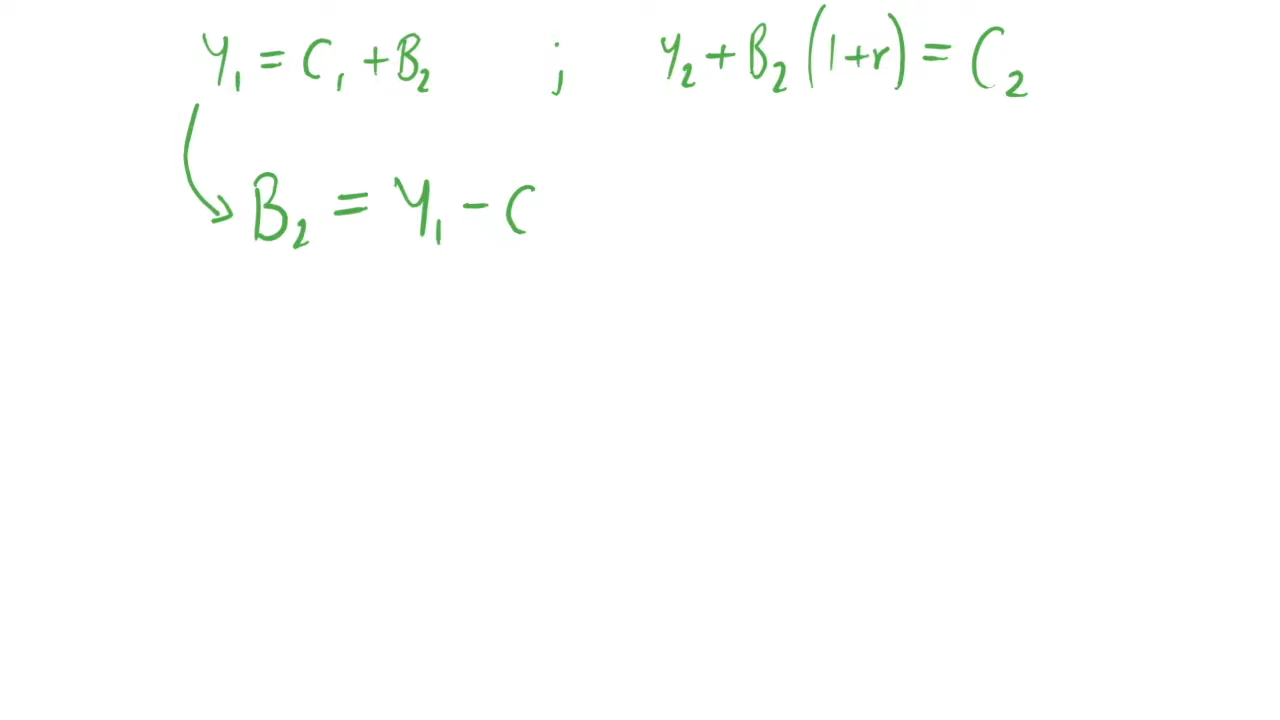 Y₁ = C₁ + B₂ ; Y₂ + B₂ (1+r) = C₂
B₂ = Y₁ - C